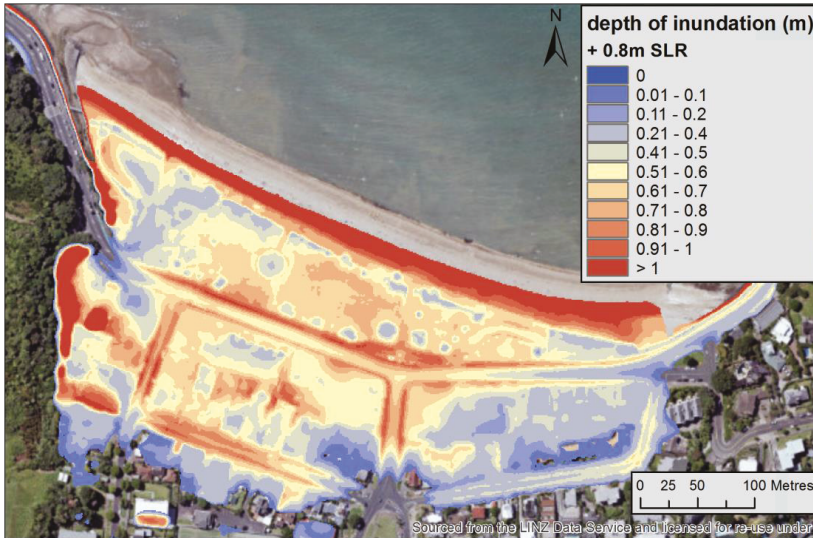 N
depth of inundation (m)
+ 0.8m SLR
0
0.01 - 0.1
0.11 - 0.2
0.21 - 0.4
0.41 - 0.5
0.51 - 0.6
0.61 - 0.7
0.71 - 0.8
0.81 - 0.9
0.91 - 1
> 1
0 25 50 100 Metres
Sourced from the LINZ Data Service and licensed for re-use under